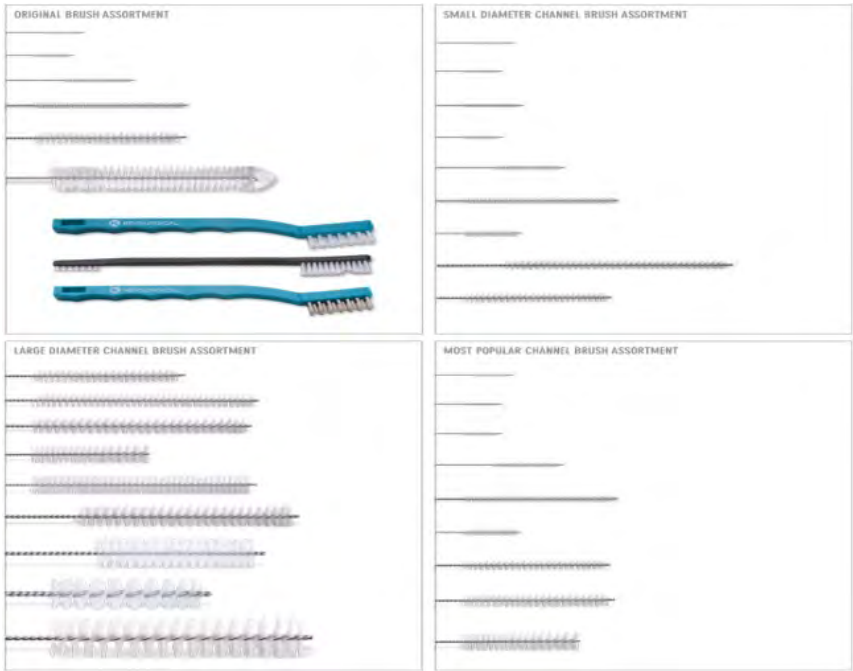 ORIGINAL BRUSH ASSORTMENT
SMALL DIAMETER CHANNEL BRUSH ASSORTMENT
LARGE DIAMETER CHANNEL BRUSH ASSORTMENT
MOST POPULAR CHANNEL BRUSH ASSORTMENT